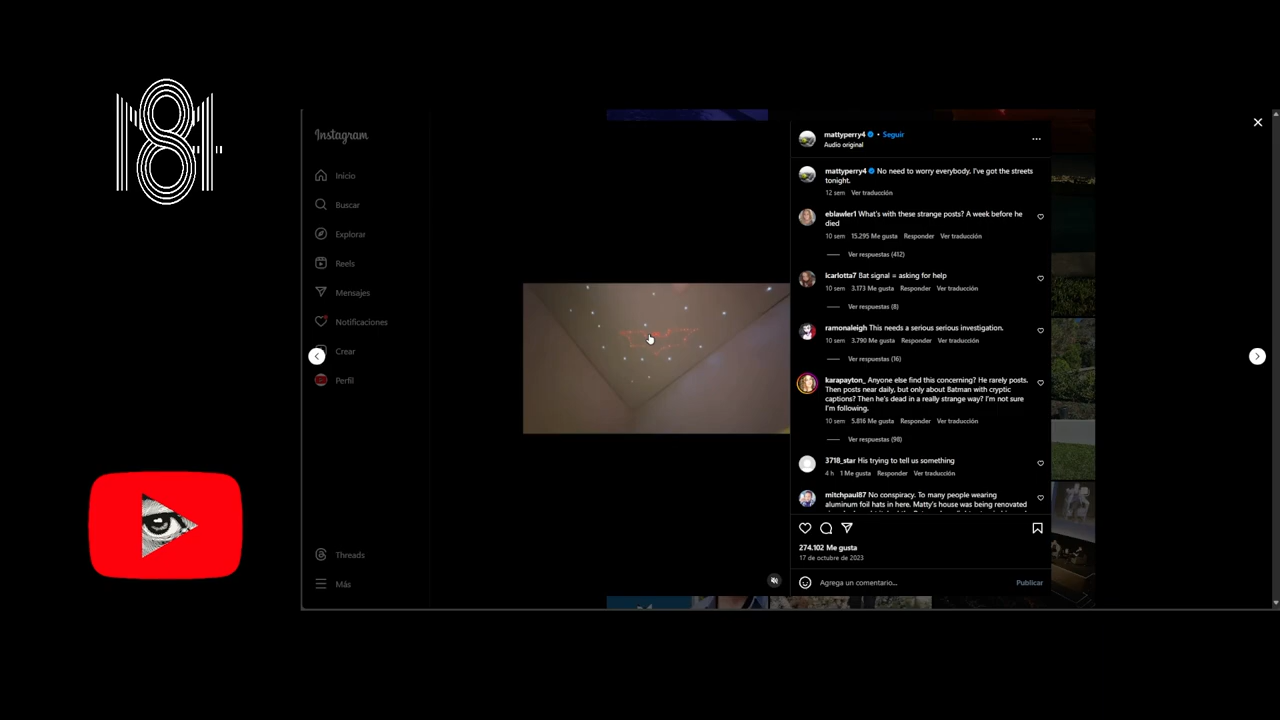 181
Instagram
Inicio
Buscar
Explorar
Reels
Mensajes
Notificaciones
Crear
Perfil
Threads
Más
mattyperry4 • Seguir
Audio original
mattyperry4 No need to worry everybody. I've got the streets
tonight.
12 sem Ver traducción
eblawler1 What's with these strange posts? A week before he
died
10 sem 15.295 Me gusta Responder Ver traducción
Ver respuestas (412)
lcarlotta7 Bat signal = asking for help
10 sem 3.173 Me gusta Responder Ver traducción
Ver respuestas (8)
ramonaleigh This needs a serious serious investigation.
10 sem 3.790 Me gusta Responder Ver traducción
Ver respuestas (16)
karapayton_ Anyone else find this concerning? He rarely posts.
Then posts near daily, but only about Batman with cryptic
captions? Then he's dead in a really strange way? I'm not sure
I'm following.
10 sem 5.816 Me gusta Responder Ver traducción
Ver respuestas (98)
3718_star His trying to tell us something
4 h 1 Me gusta Responder Ver traducción
mitchpaul87 No conspiracy. To many people wearing
aluminum foil hats in here. Matty's house was being renovated
274,102 Me gusta
17 de octubre de 2023
Agrega un comentario...
Publicar